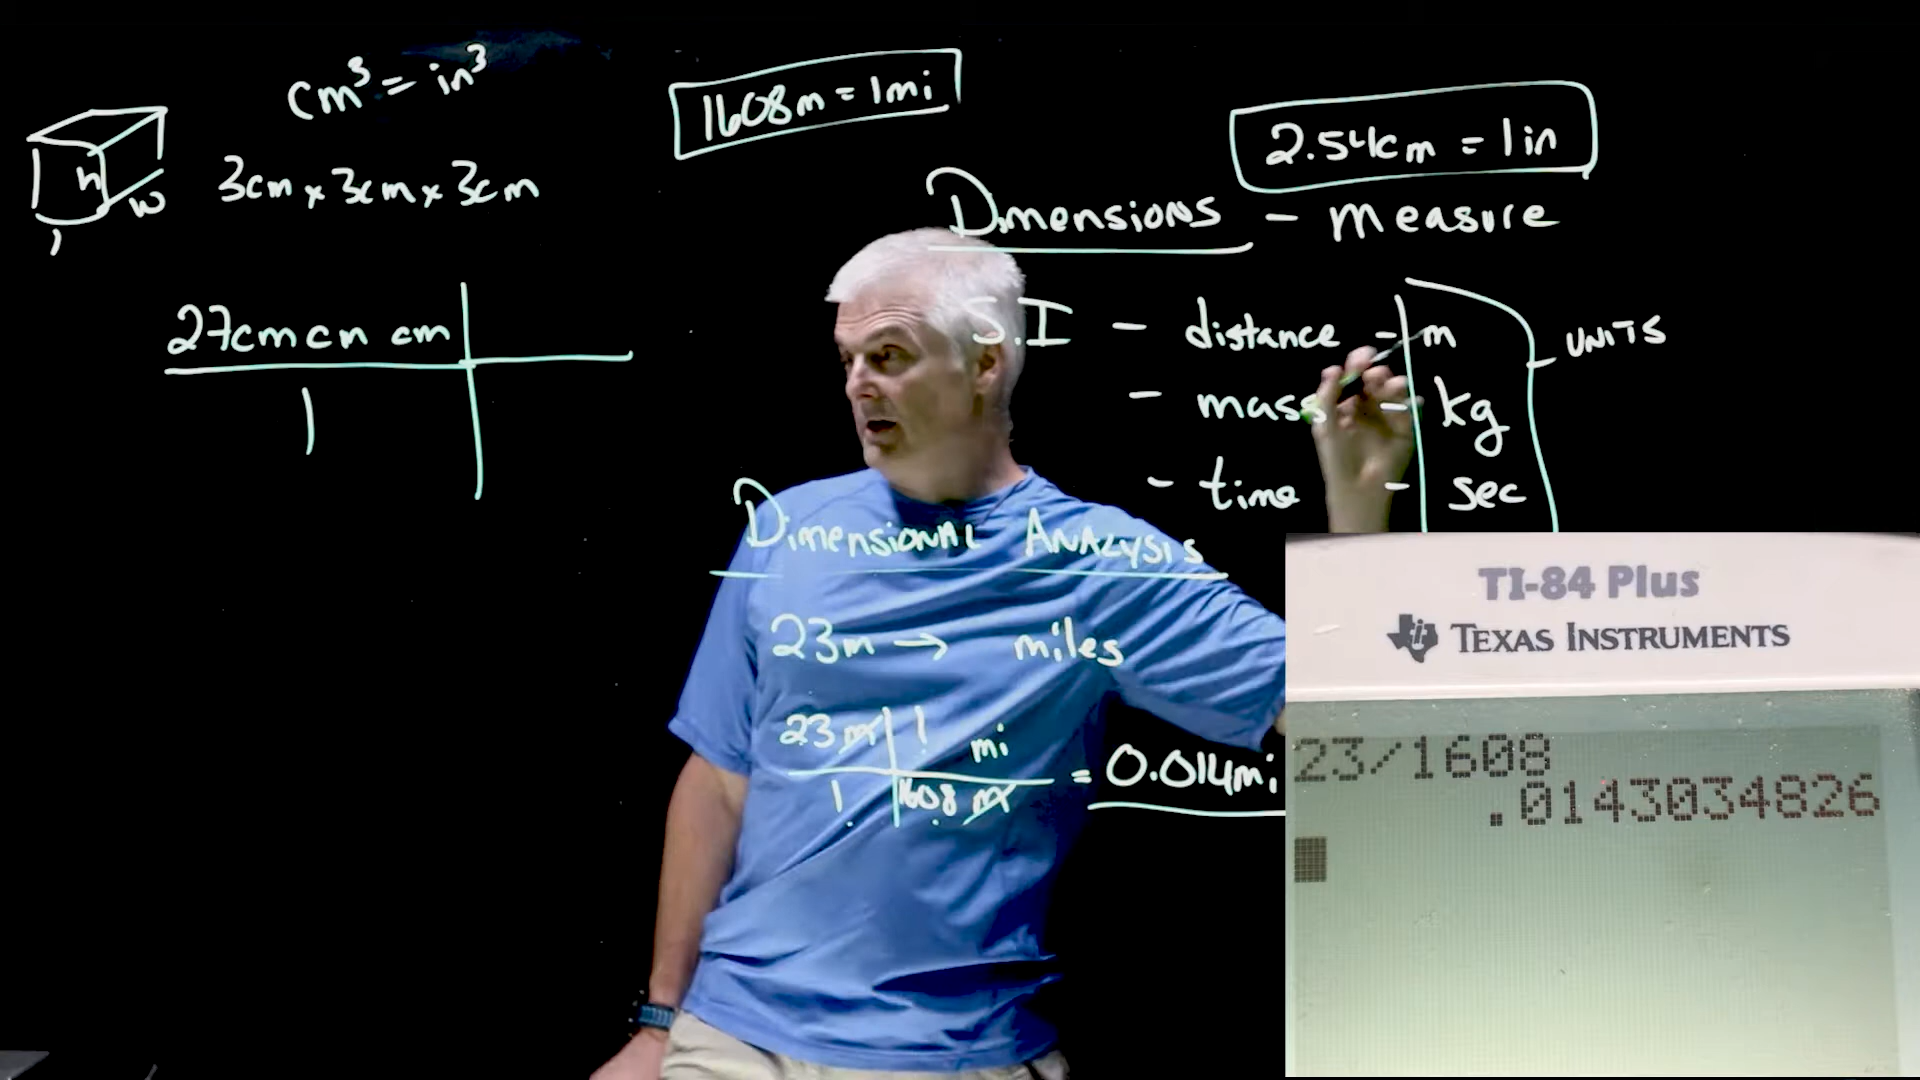 cm³ = in³
1608m = 1mi
2.54cm = 1in
h
w
l
3cm x 3cm x 3cm
Dimensions - measure
27cm cm cm
1
S.I - distance - m
- mass - kg
- time - sec
UNITS
Dimensional Analysis
23m → miles
23m 1 mi
1 1608 m
= 0.014mi
TI-84 Plus
TEXAS INSTRUMENTS
23/1608
.0143034826